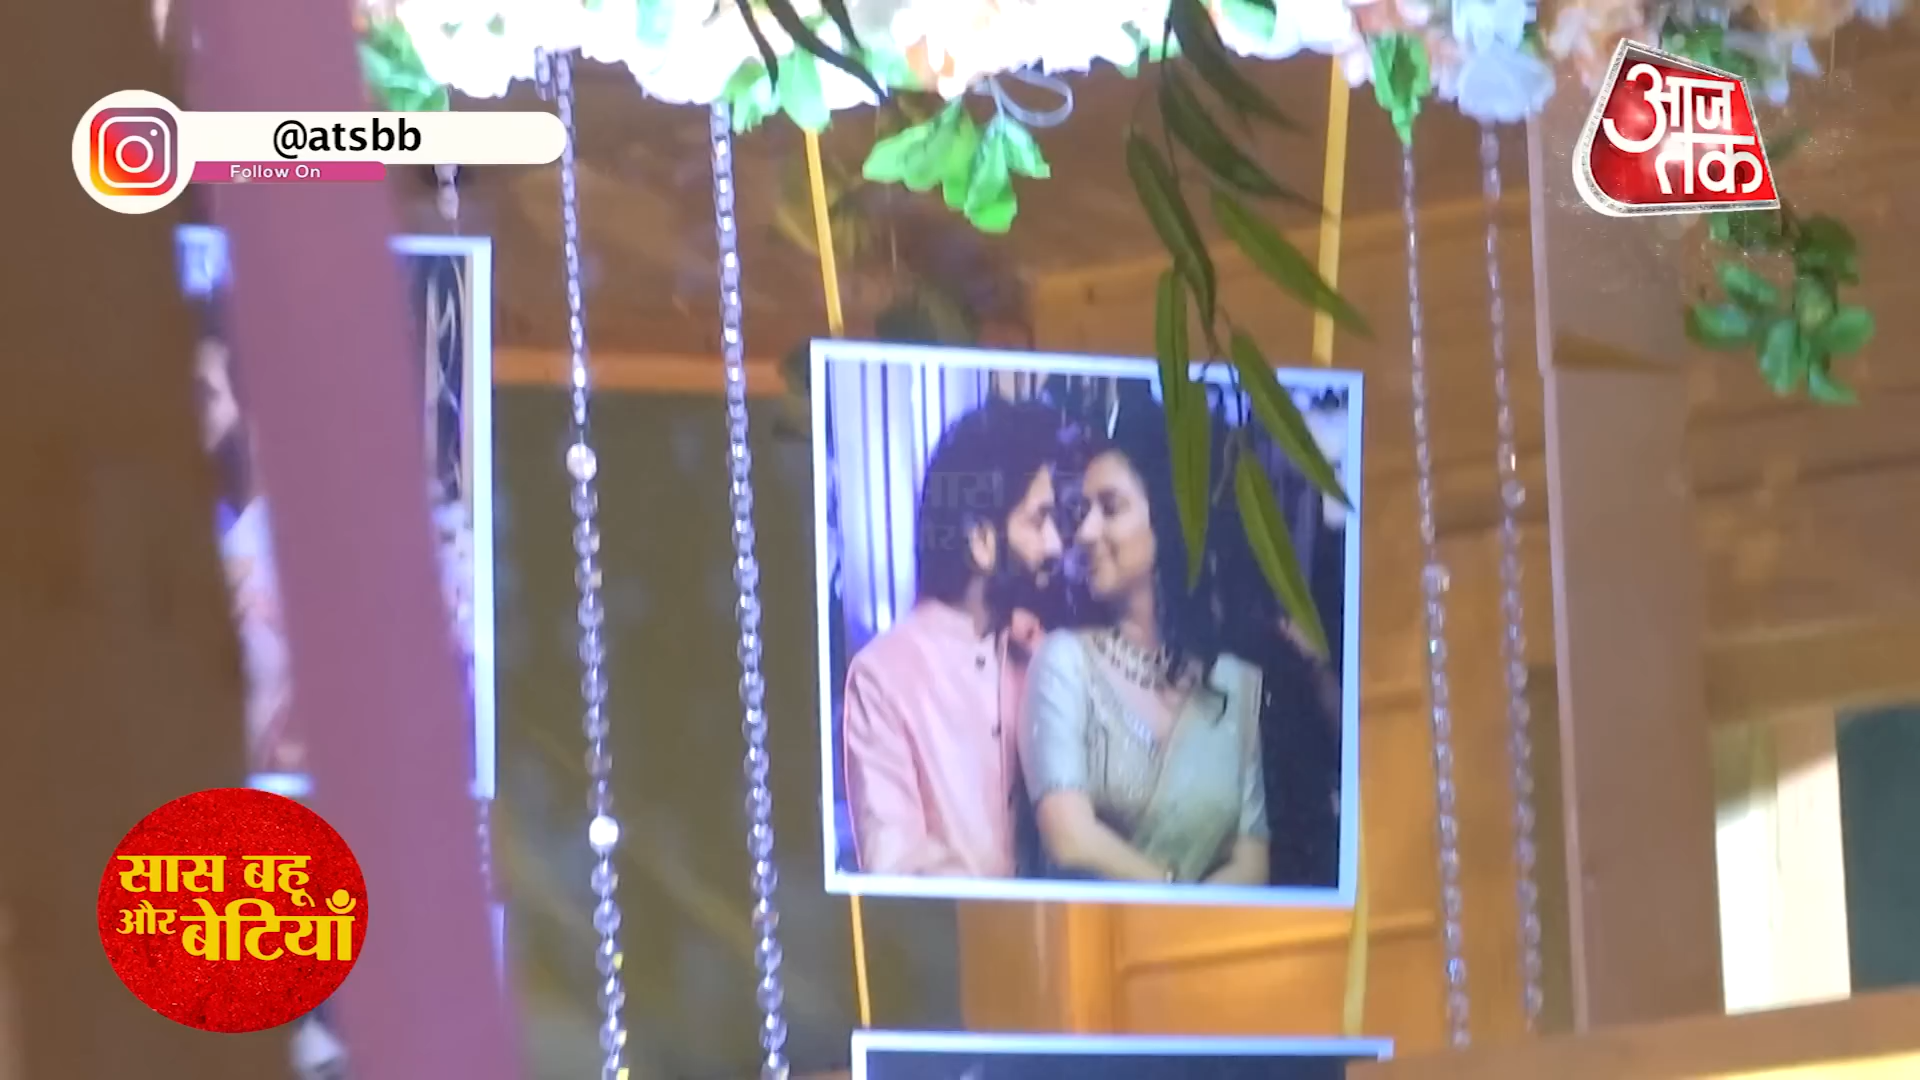 @atsbb
Follow On
आज
तक
सास बहू
और बेटियाँ